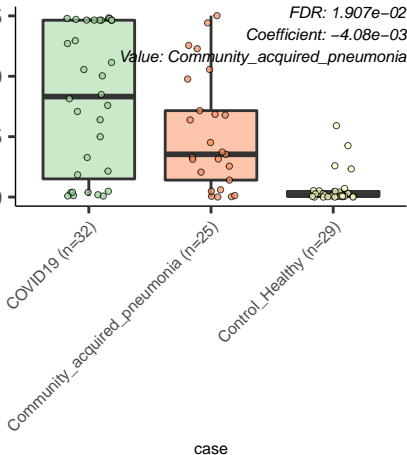 FDR: 1.907e−02
Coefficient: −4.08e−03
Value: Community_acquired_pneumonia
COVID19 (n=32)
Community_acquired_pneumonia (n=25)
Control_Healthy (n=29)
case